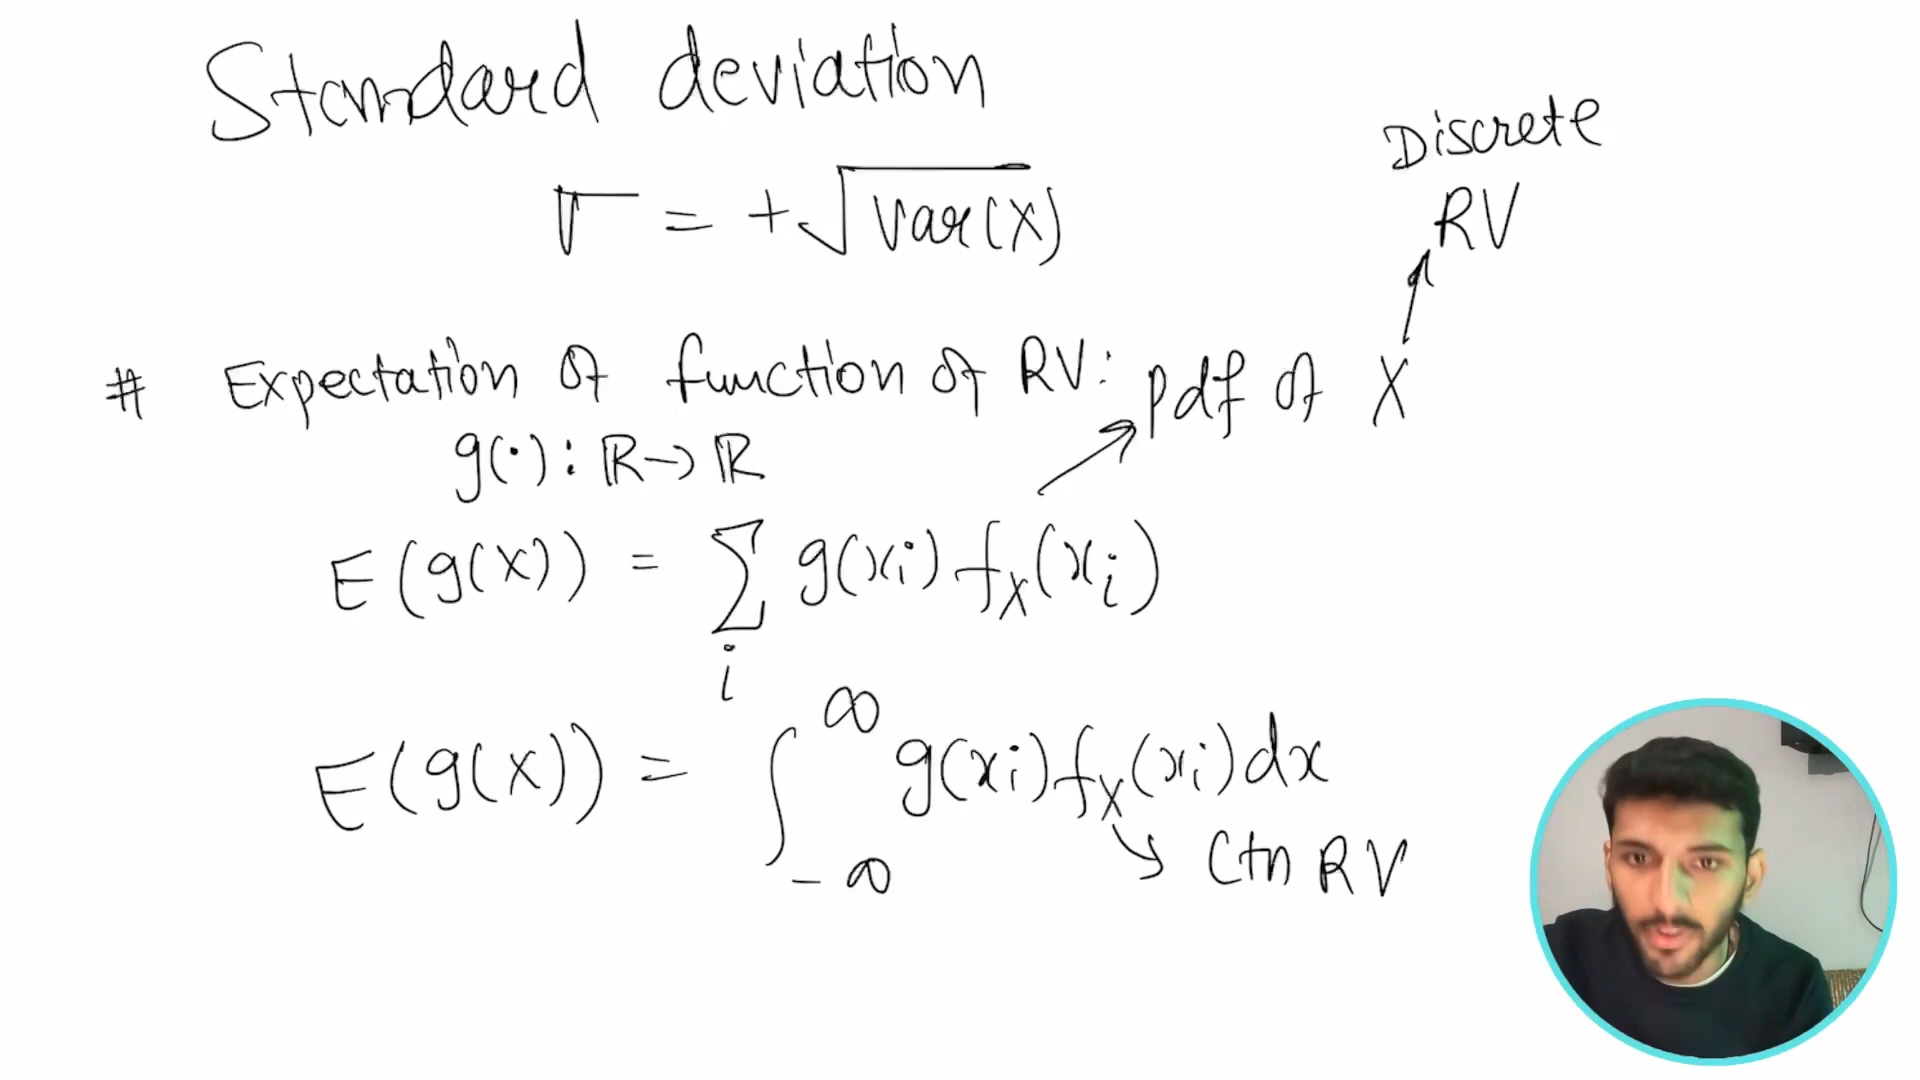 Standard deviation
σ = +√var(X)
Discrete
RV
# Expectation of function of RV:
pdf of X
g(·) : ℝ→ℝ
E(g(X)) = ∑ g(xi) fX(xi)
i
E(g(X)) = ∫ ∞ -∞ g(xi) fX(xi) dx
Ctn RV